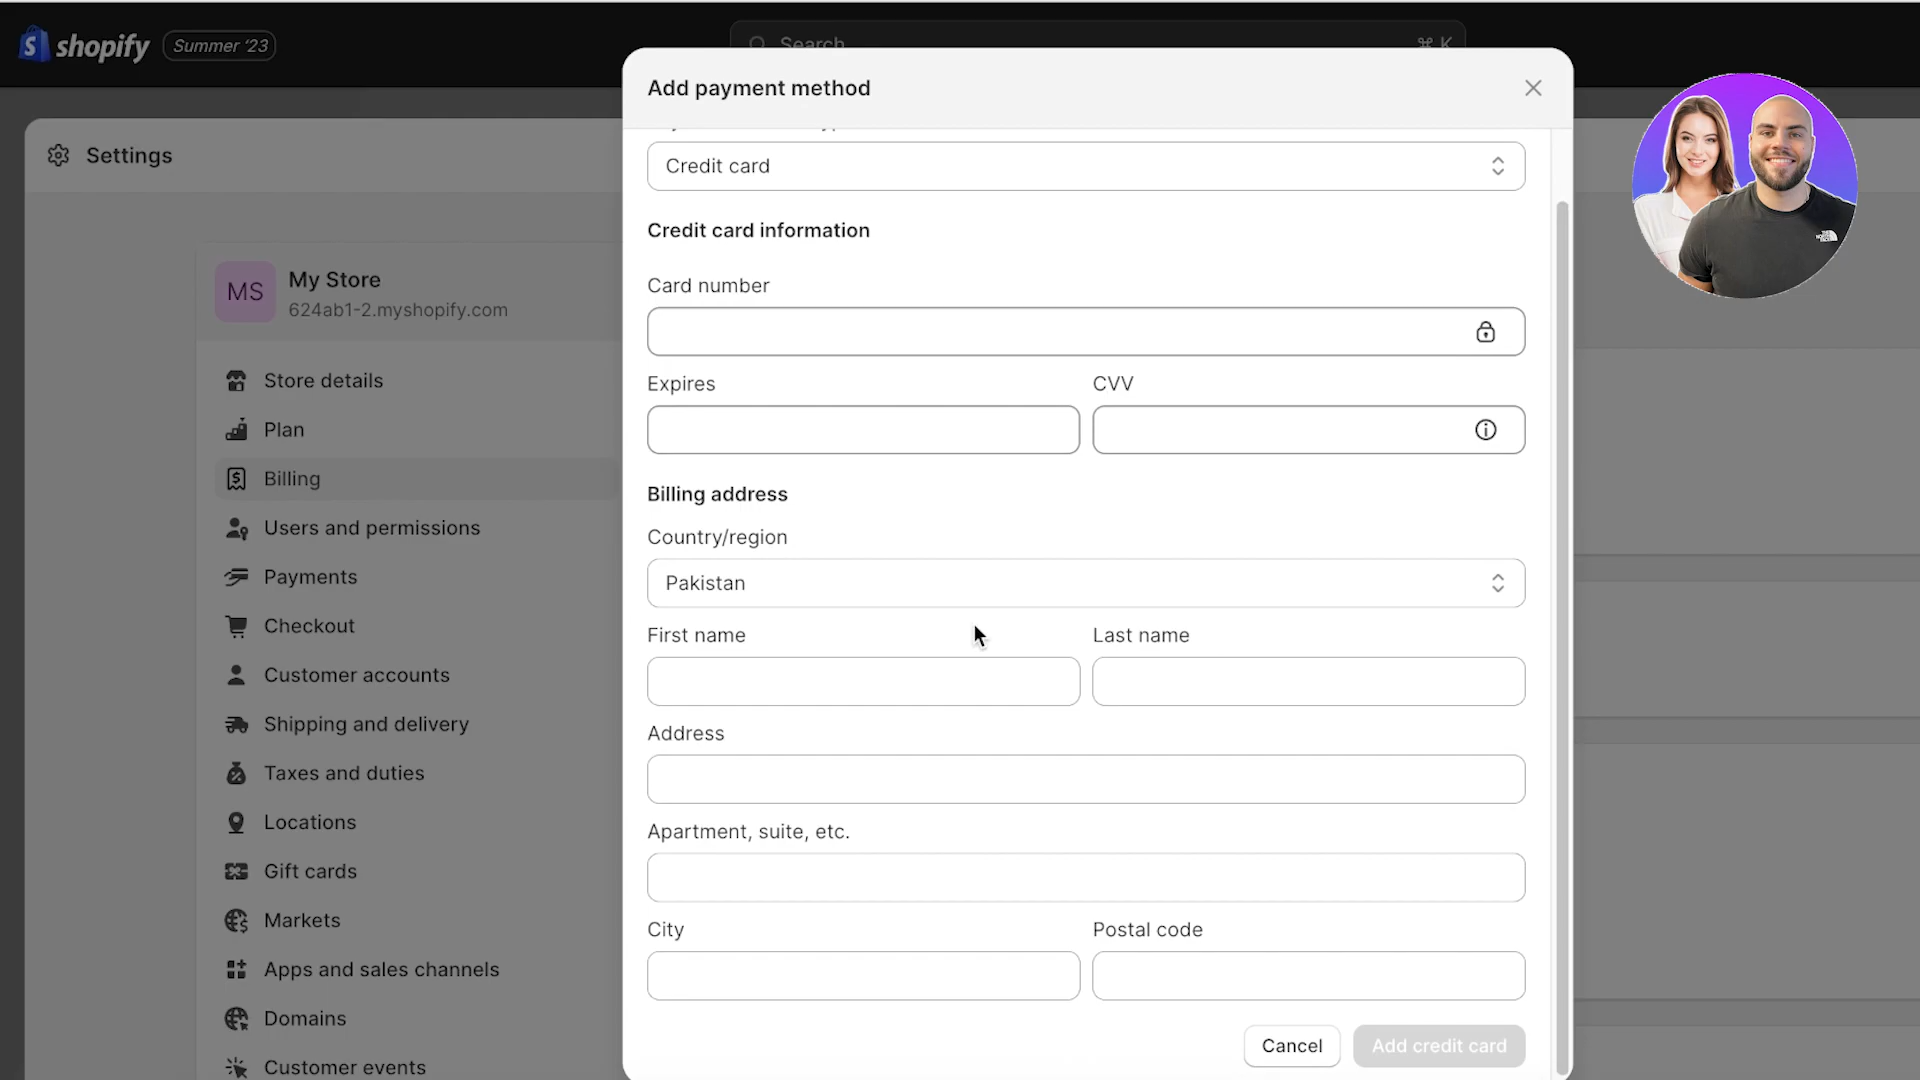 shopify Summer '23
Search ⌘ K
Add payment method
Settings
Credit card
Credit card information
MS My Store
624ab1-2.myshopify.com
Card number
Store details
Expires CVV
Plan
Billing
Billing address
Users and permissions
Country/region
Payments
Pakistan
Checkout
First name Last name
Customer accounts
Shipping and delivery
Address
Taxes and duties
Locations
Apartment, suite, etc.
Gift cards
Markets
City Postal code
Apps and sales channels
Domains
Cancel Add credit card
Customer events